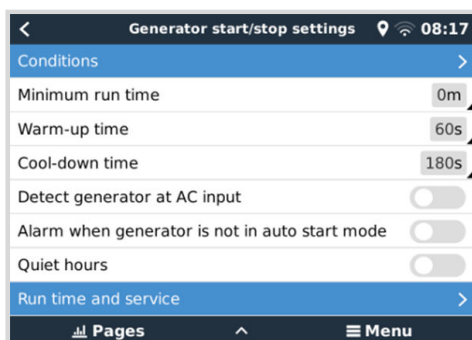 Generator start/stop settings 08:17
Conditions
Minimum run time 0m
Warm-up time 60s
Cool-down time 180s
Detect generator at AC input
Alarm when generator is not in auto start mode
Quiet hours
Run time and service
Pages Menu